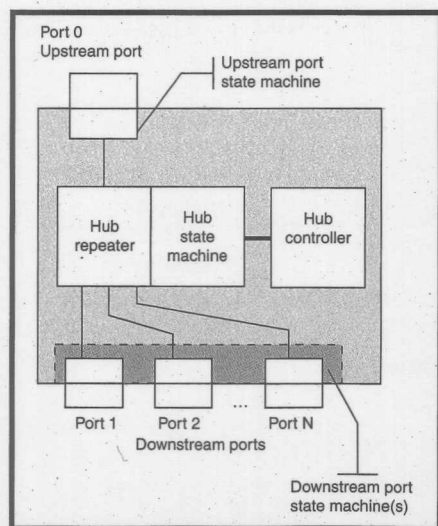 Port 0
Upstream port
Upstream port
state machine
Hub
repeater
Hub
state
machine
Hub
controller
Port 1
Port 2
...
Port N
Downstream ports
Downstream port
state machine(s)